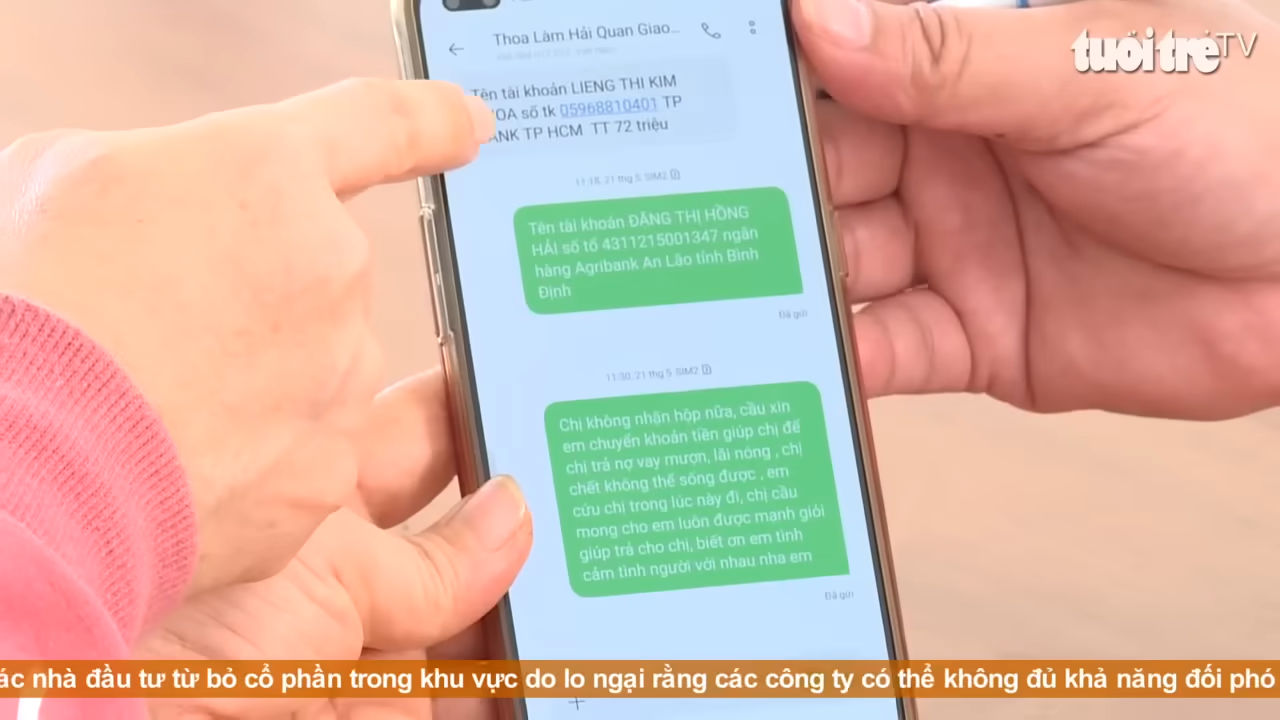 tuổi trẻ TV
Thoa Làm Hải Quan Giao...
Tên tài khoản LIENG THI KIM
OA số tk 05968810401 TP
ANK TP HCM TT 72 triệu
11:18, 21 thg 5 SIM2
Tên tài khoản ĐĂNG THỊ HỒNG
HẢI số tố 4311215001347 ngân
hàng Agribank An Lão tỉnh Bình
Định
Đã gửi
11:30, 21 thg 5 SIM2
Chị không nhận hộp nữa, cầu xin
em chuyển khoản tiền giúp chị để
chị trả nợ vay mượn, lãi nóng , chị
chết không thể sống được , em
cứu chị trong lúc này đi, chị cầu
mong cho em luôn được mạnh giỏi
giúp trả cho chị, biết ơn em tình
cảm tình người với nhau nha em
Đã gửi
ác nhà đầu tư từ bỏ cổ phần trong khu vực do lo ngại rằng các công ty có thể không đủ khả năng đối phó